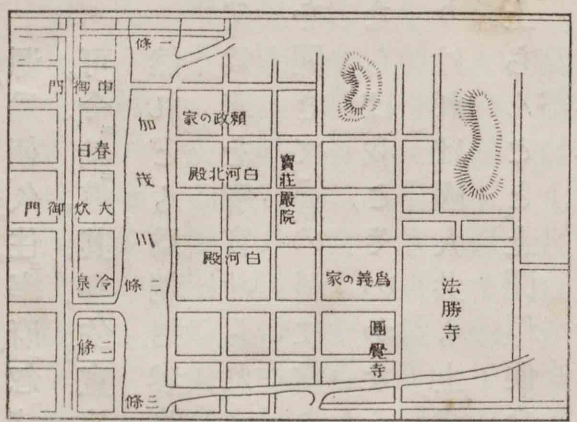 一條
中御門
加茂川
頼政の家
春日
白河北殿
寶莊嚴院
大炊御門
白河殿
冷泉
二條
爲義の家
法勝寺
圓覺寺
二條
三條